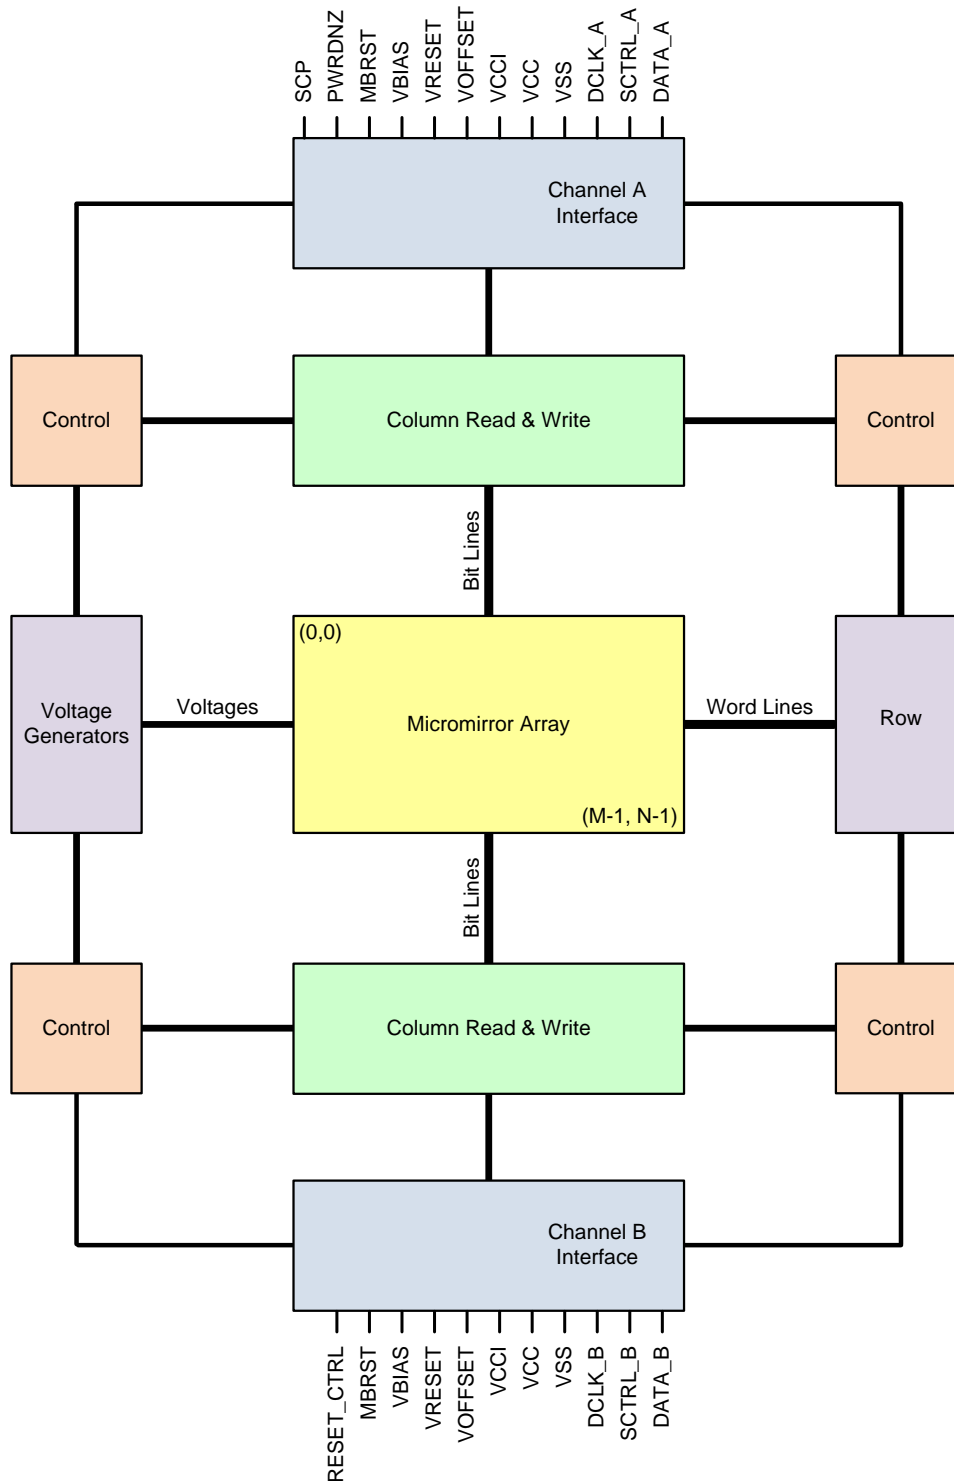 SCP
PWRDNZ
MBRST
VBIAS
VRESET
VOFFSET
VCCI
VCC
VSS
DCLK_A
SCTRL_A
DATA_A
Channel A
Interface
Control
Column Read & Write
Control
Bit Lines
(0,0)
Voltage
Generators
Voltages
Micromirror Array
Word Lines
Row
(M-1, N-1)
Bit Lines
Control
Column Read & Write
Control
Channel B
Interface
RESET_CTRL
MBRST
VBIAS
VRESET
VOFFSET
VCCI
VCC
VSS
DCLK_B
SCTRL_B
DATA_B